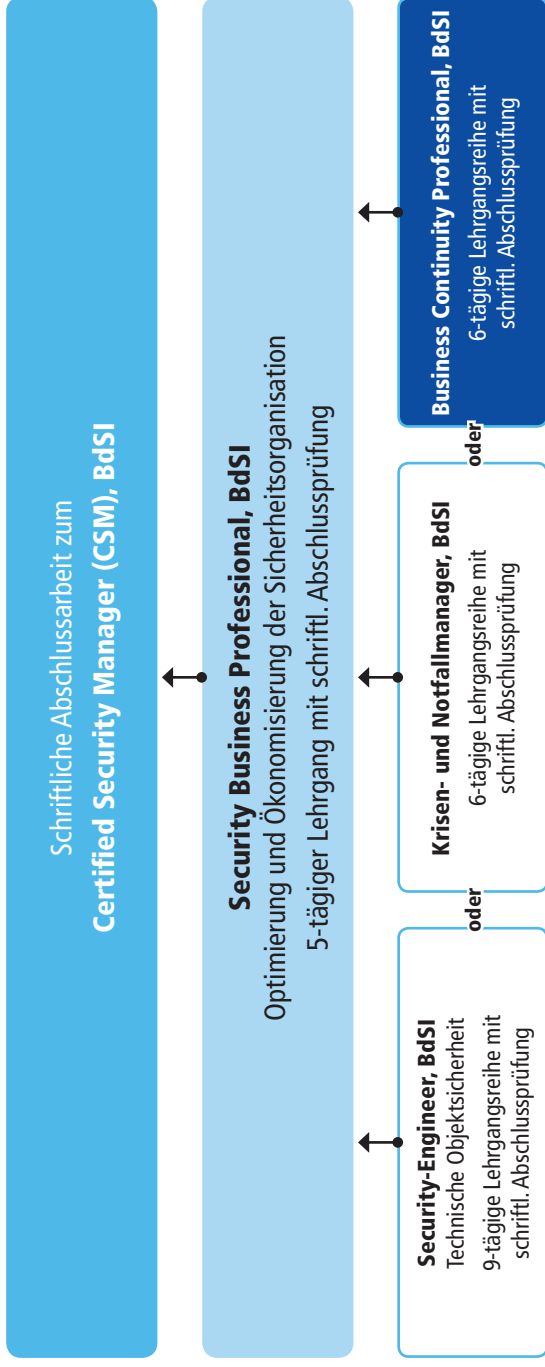 Schriftliche Abschlussarbeit zum
Certified Security Manager (CSM), BdSI
Security Business Professional, BdSI
Optimierung und Ökonomisierung der Sicherheitsorganisation
5-tägiger Lehrgang mit schriftl. Abschlussprüfung
Security-Engineer, BdSI
Technische Objektsicherheit
9-tägige Lehrgangsreihe mit
schriftl. Abschlussprüfung
oder
Krisen- und Notfallmanager, BdSI
6-tägige Lehrgangsreihe mit
schriftl. Abschlussprüfung
oder
Business Continuity Professional, BdSI
6-tägige Lehrgangsreihe mit
schriftl. Abschlussprüfung